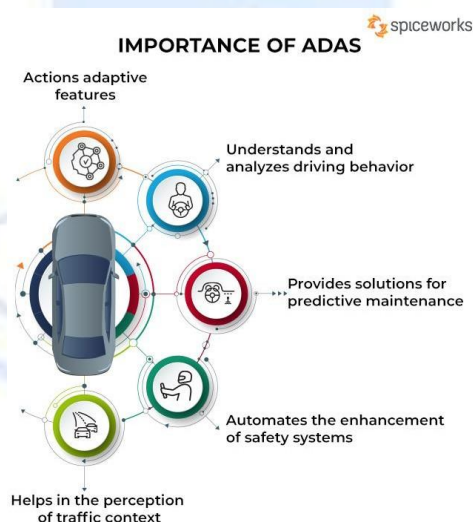 spiceworks
IMPORTANCE OF ADAS
Actions adaptive
features
Understands and
analyzes driving behavior
Provides solutions for
predictive maintenance
Automates the enhancement
of safety systems
Helps in the perception
of traffic context